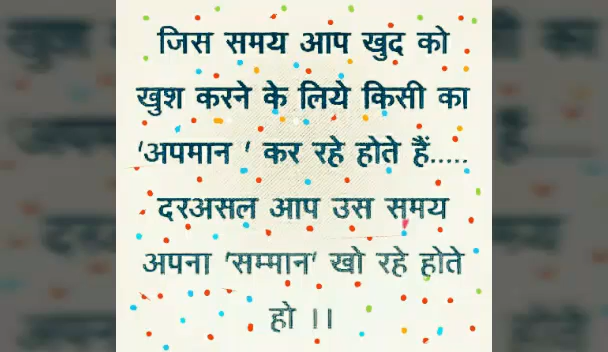 जिस समय आप खुद को
खुश करने के लिये किसी का
'अपमान ' कर रहे होते हैं.....
दरअसल आप उस समय
अपना 'सम्मान' खो रहे होते
हो ।।